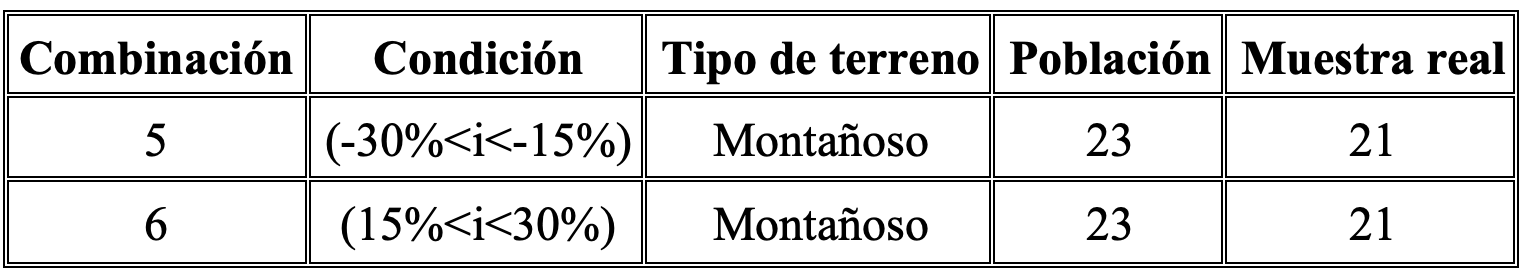 Combinación Condición Tipo de terreno Población Muestra real
5 (-30%<i<-15%) Montañoso 23 21
6 (15%<i<30%) Montañoso 23 21